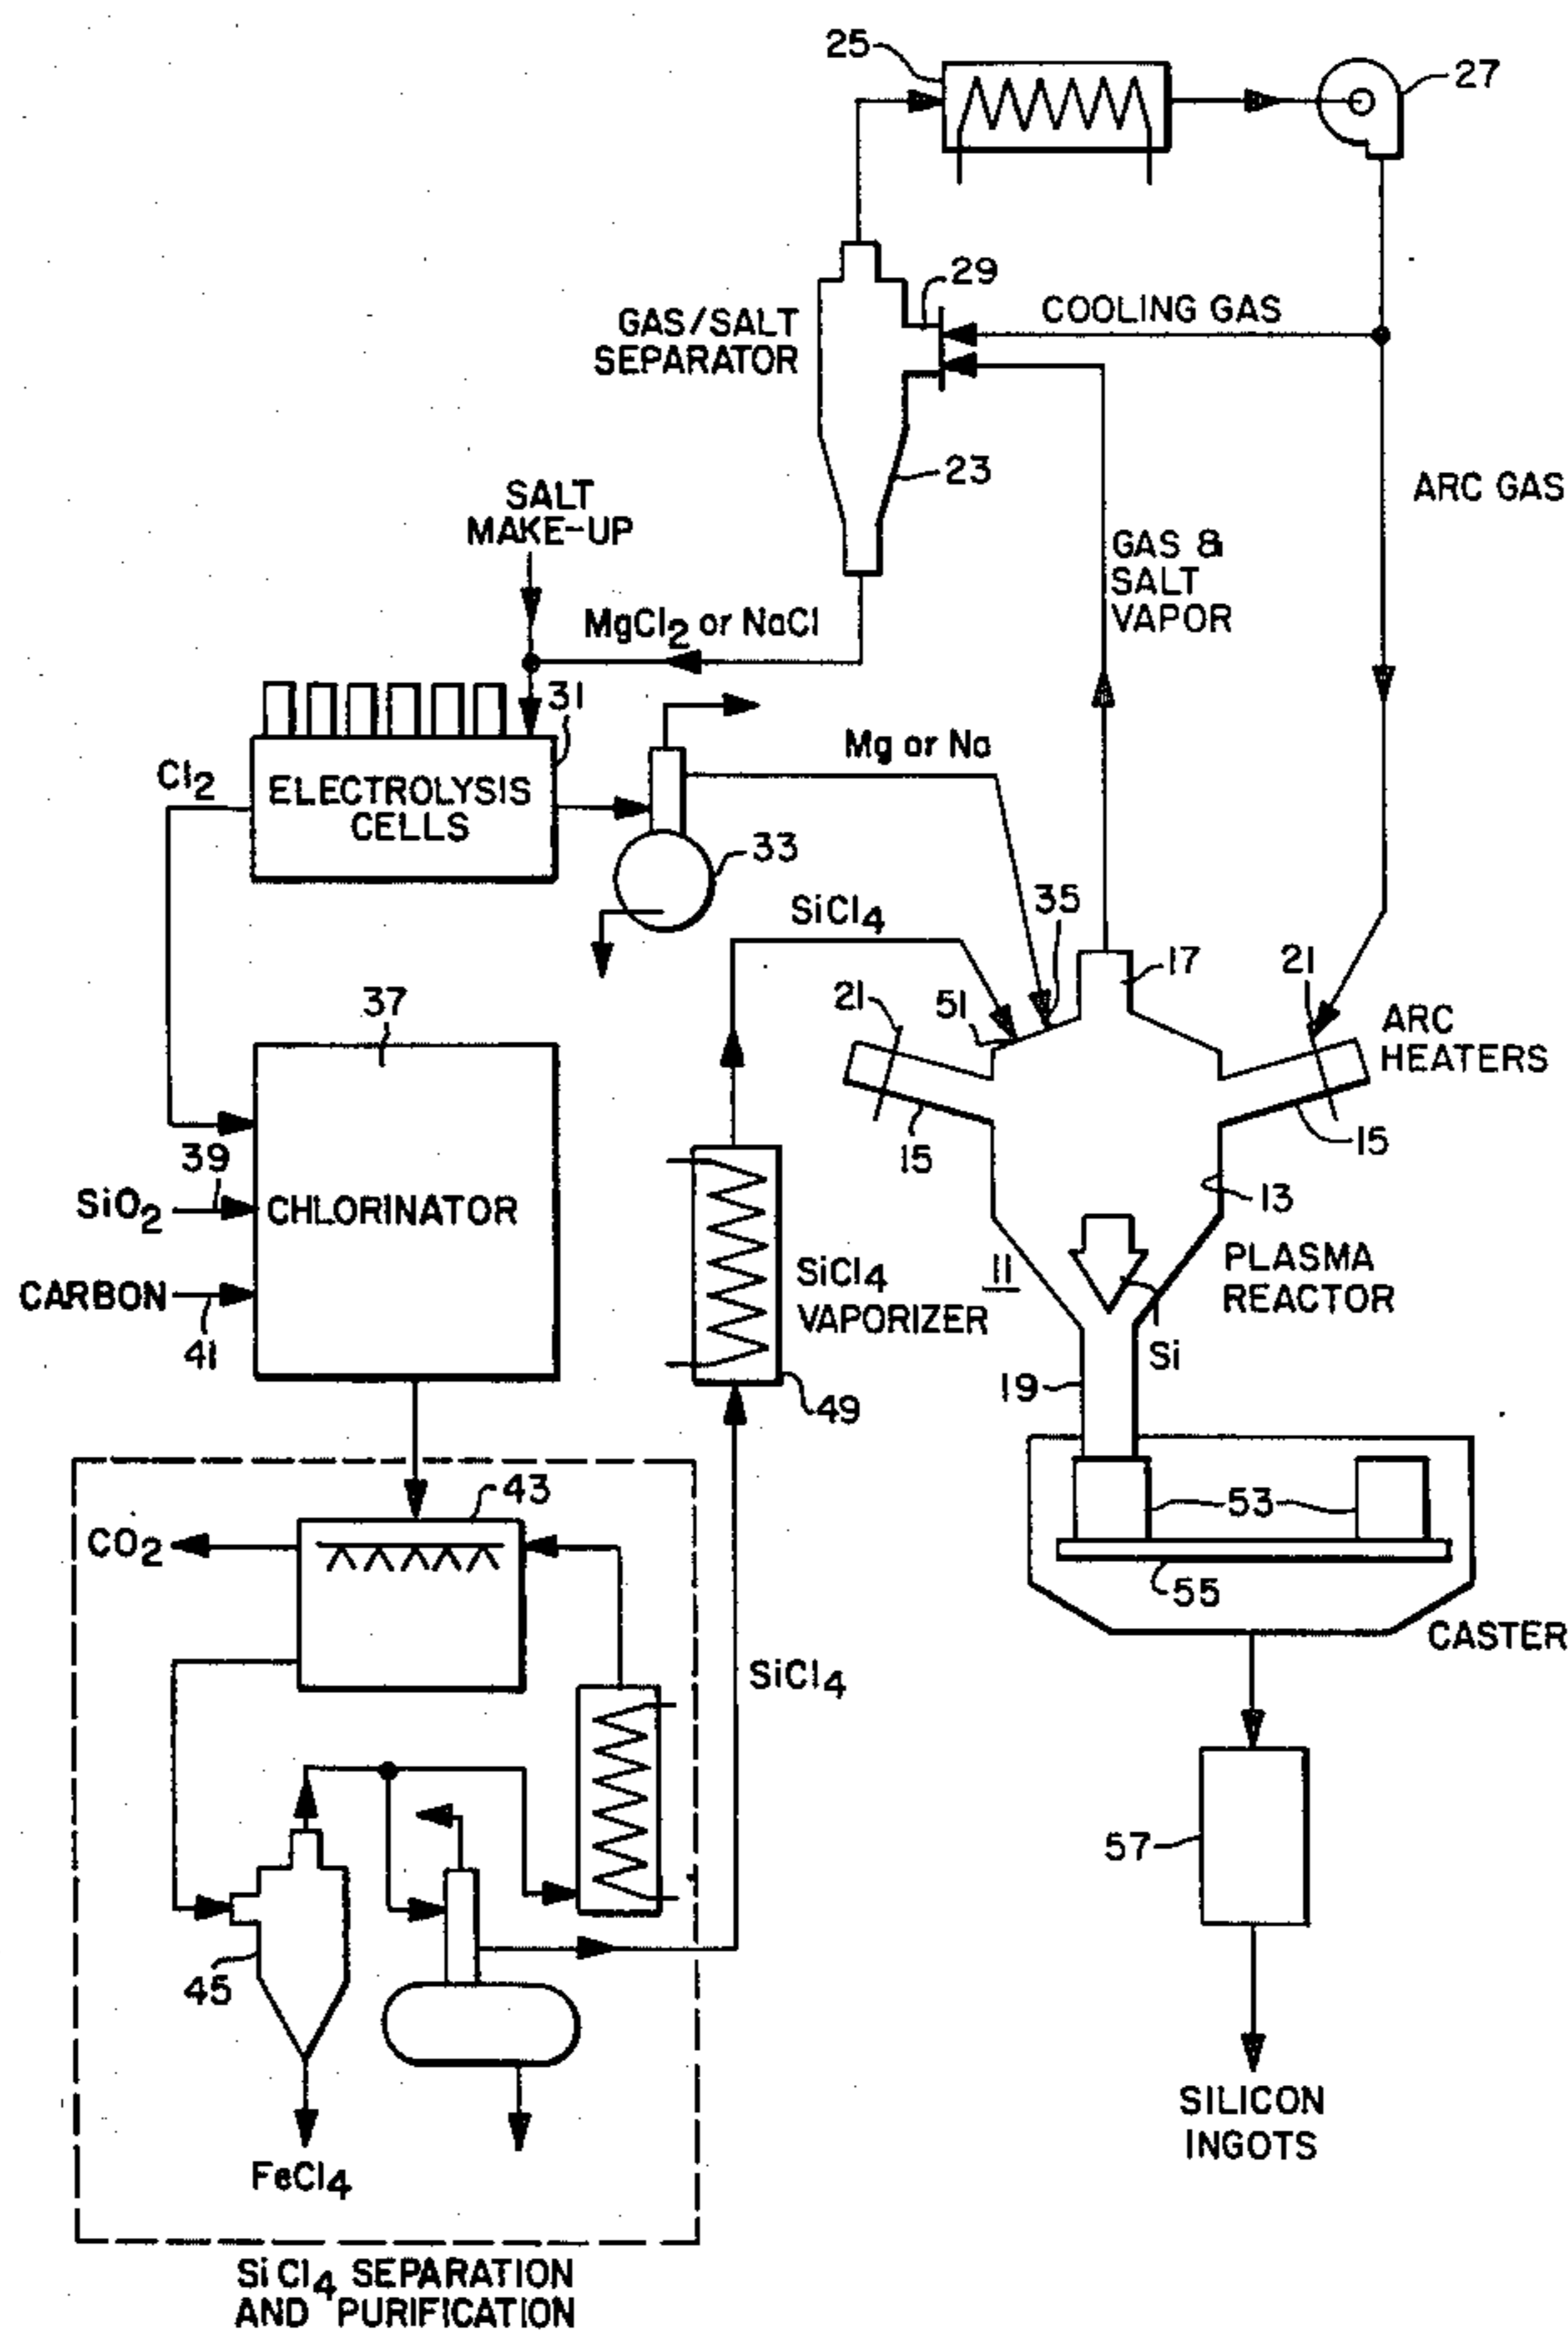 25
27
29
COOLING GAS
GAS/SALT
SEPARATOR
23
ARC GAS
SALT
MAKE-UP
GAS &
SALT
VAPOR
MgCl2 or NaCl
31
Mg or Na
Cl2
ELECTROLYSIS
CELLS
33
35
SiCl4
17
21
21
51
37
ARC
HEATERS
15
15
39
SiO2
CHLORINATOR
13
11
PLASMA
REACTOR
SiCl4
VAPORIZER
CARBON
41
Si
19
49
43
53
CO2
55
CASTER
SiCl4
57
45
SILICON
INGOTS
FeCl4
SiCl4 SEPARATION
AND PURIFICATION